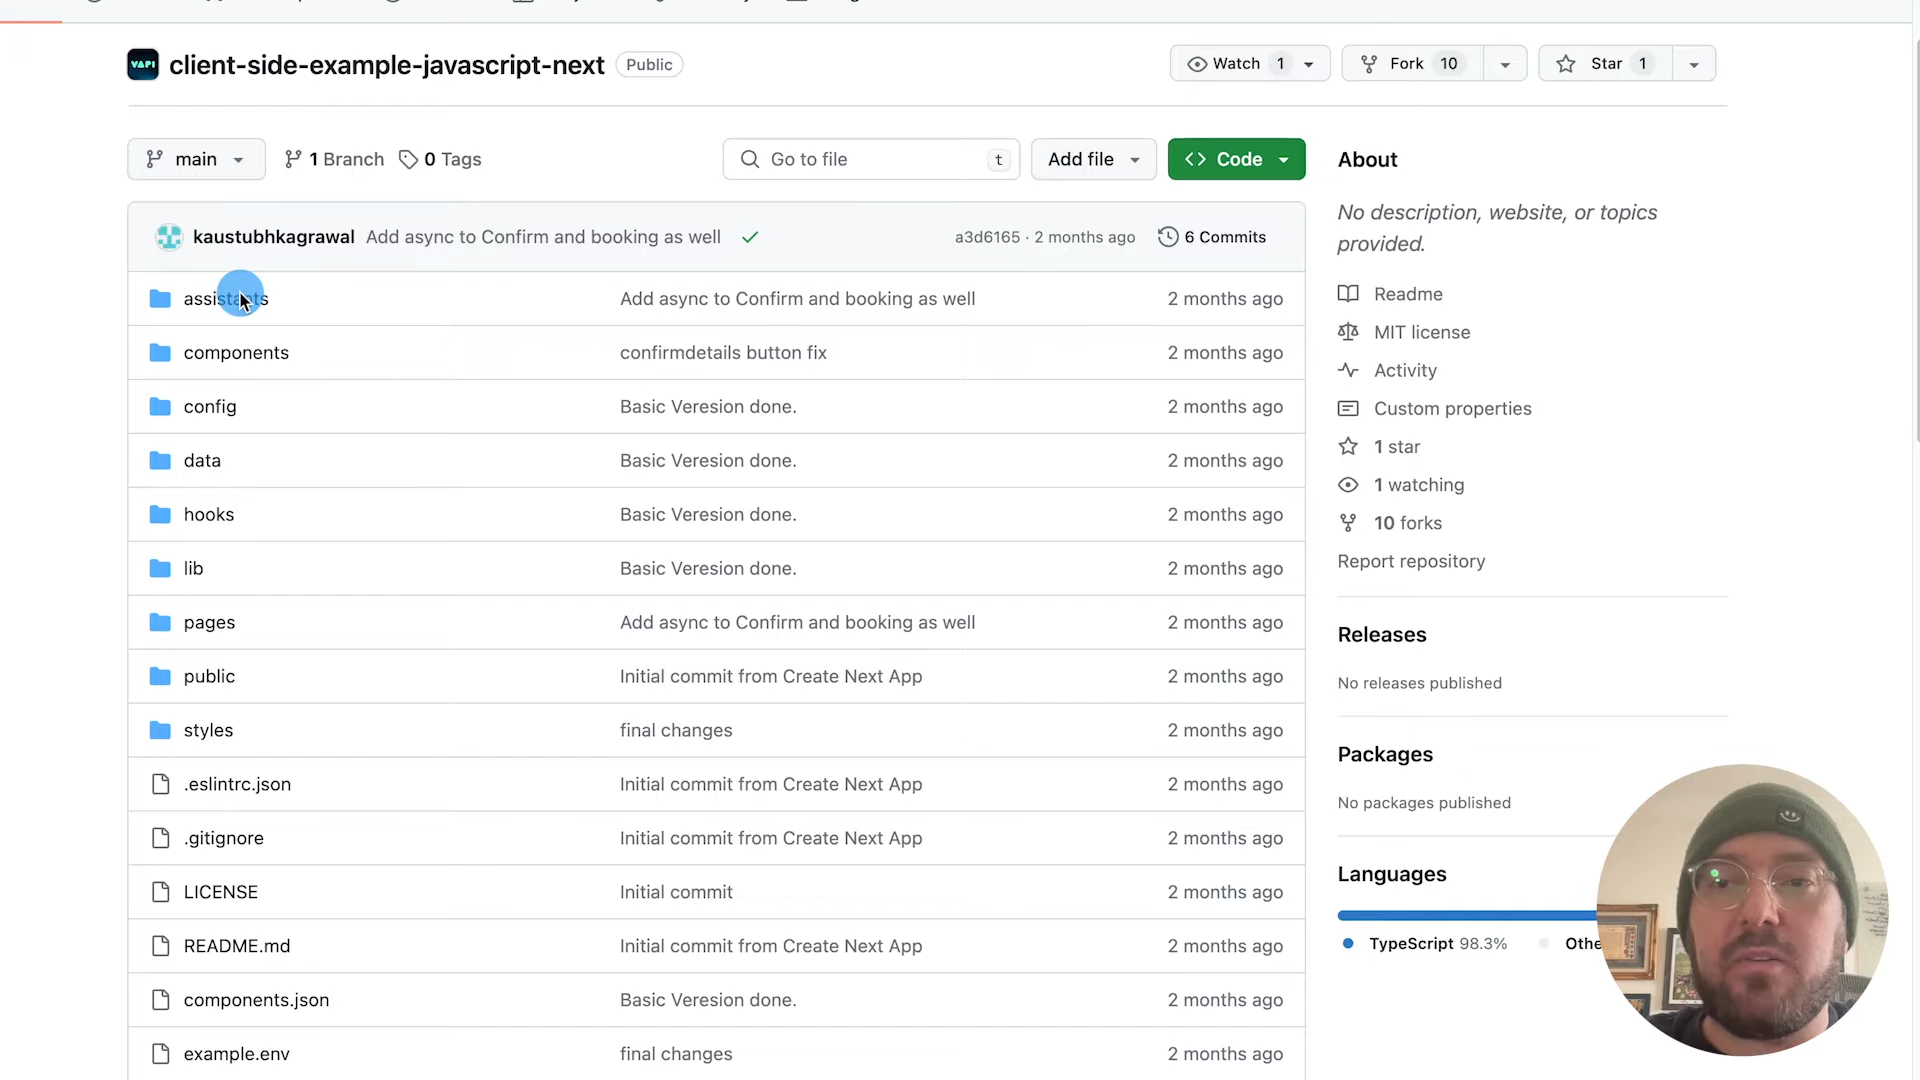 VAPI client-side-example-javascript-next Public
Watch 1 Fork 10 Star 1
main 1 Branch 0 Tags Go to file t Add file Code
kaustubhkagrawal Add async to Confirm and booking as well a3d6165 · 2 months ago 6 Commits
assistants Add async to Confirm and booking as well 2 months ago
components confirmdetails button fix 2 months ago
config Basic Veresion done. 2 months ago
data Basic Veresion done. 2 months ago
hooks Basic Veresion done. 2 months ago
lib Basic Veresion done. 2 months ago
pages Add async to Confirm and booking as well 2 months ago
public Initial commit from Create Next App 2 months ago
styles final changes 2 months ago
.eslintrc.json Initial commit from Create Next App 2 months ago
.gitignore Initial commit from Create Next App 2 months ago
LICENSE Initial commit 2 months ago
README.md Initial commit from Create Next App 2 months ago
components.json Basic Veresion done. 2 months ago
example.env final changes 2 months ago
About
No description, website, or topics
provided.
Readme
MIT license
Activity
Custom properties
1 star
1 watching
10 forks
Report repository
Releases
No releases published
Packages
No packages published
Languages
TypeScript 98.3% Othe